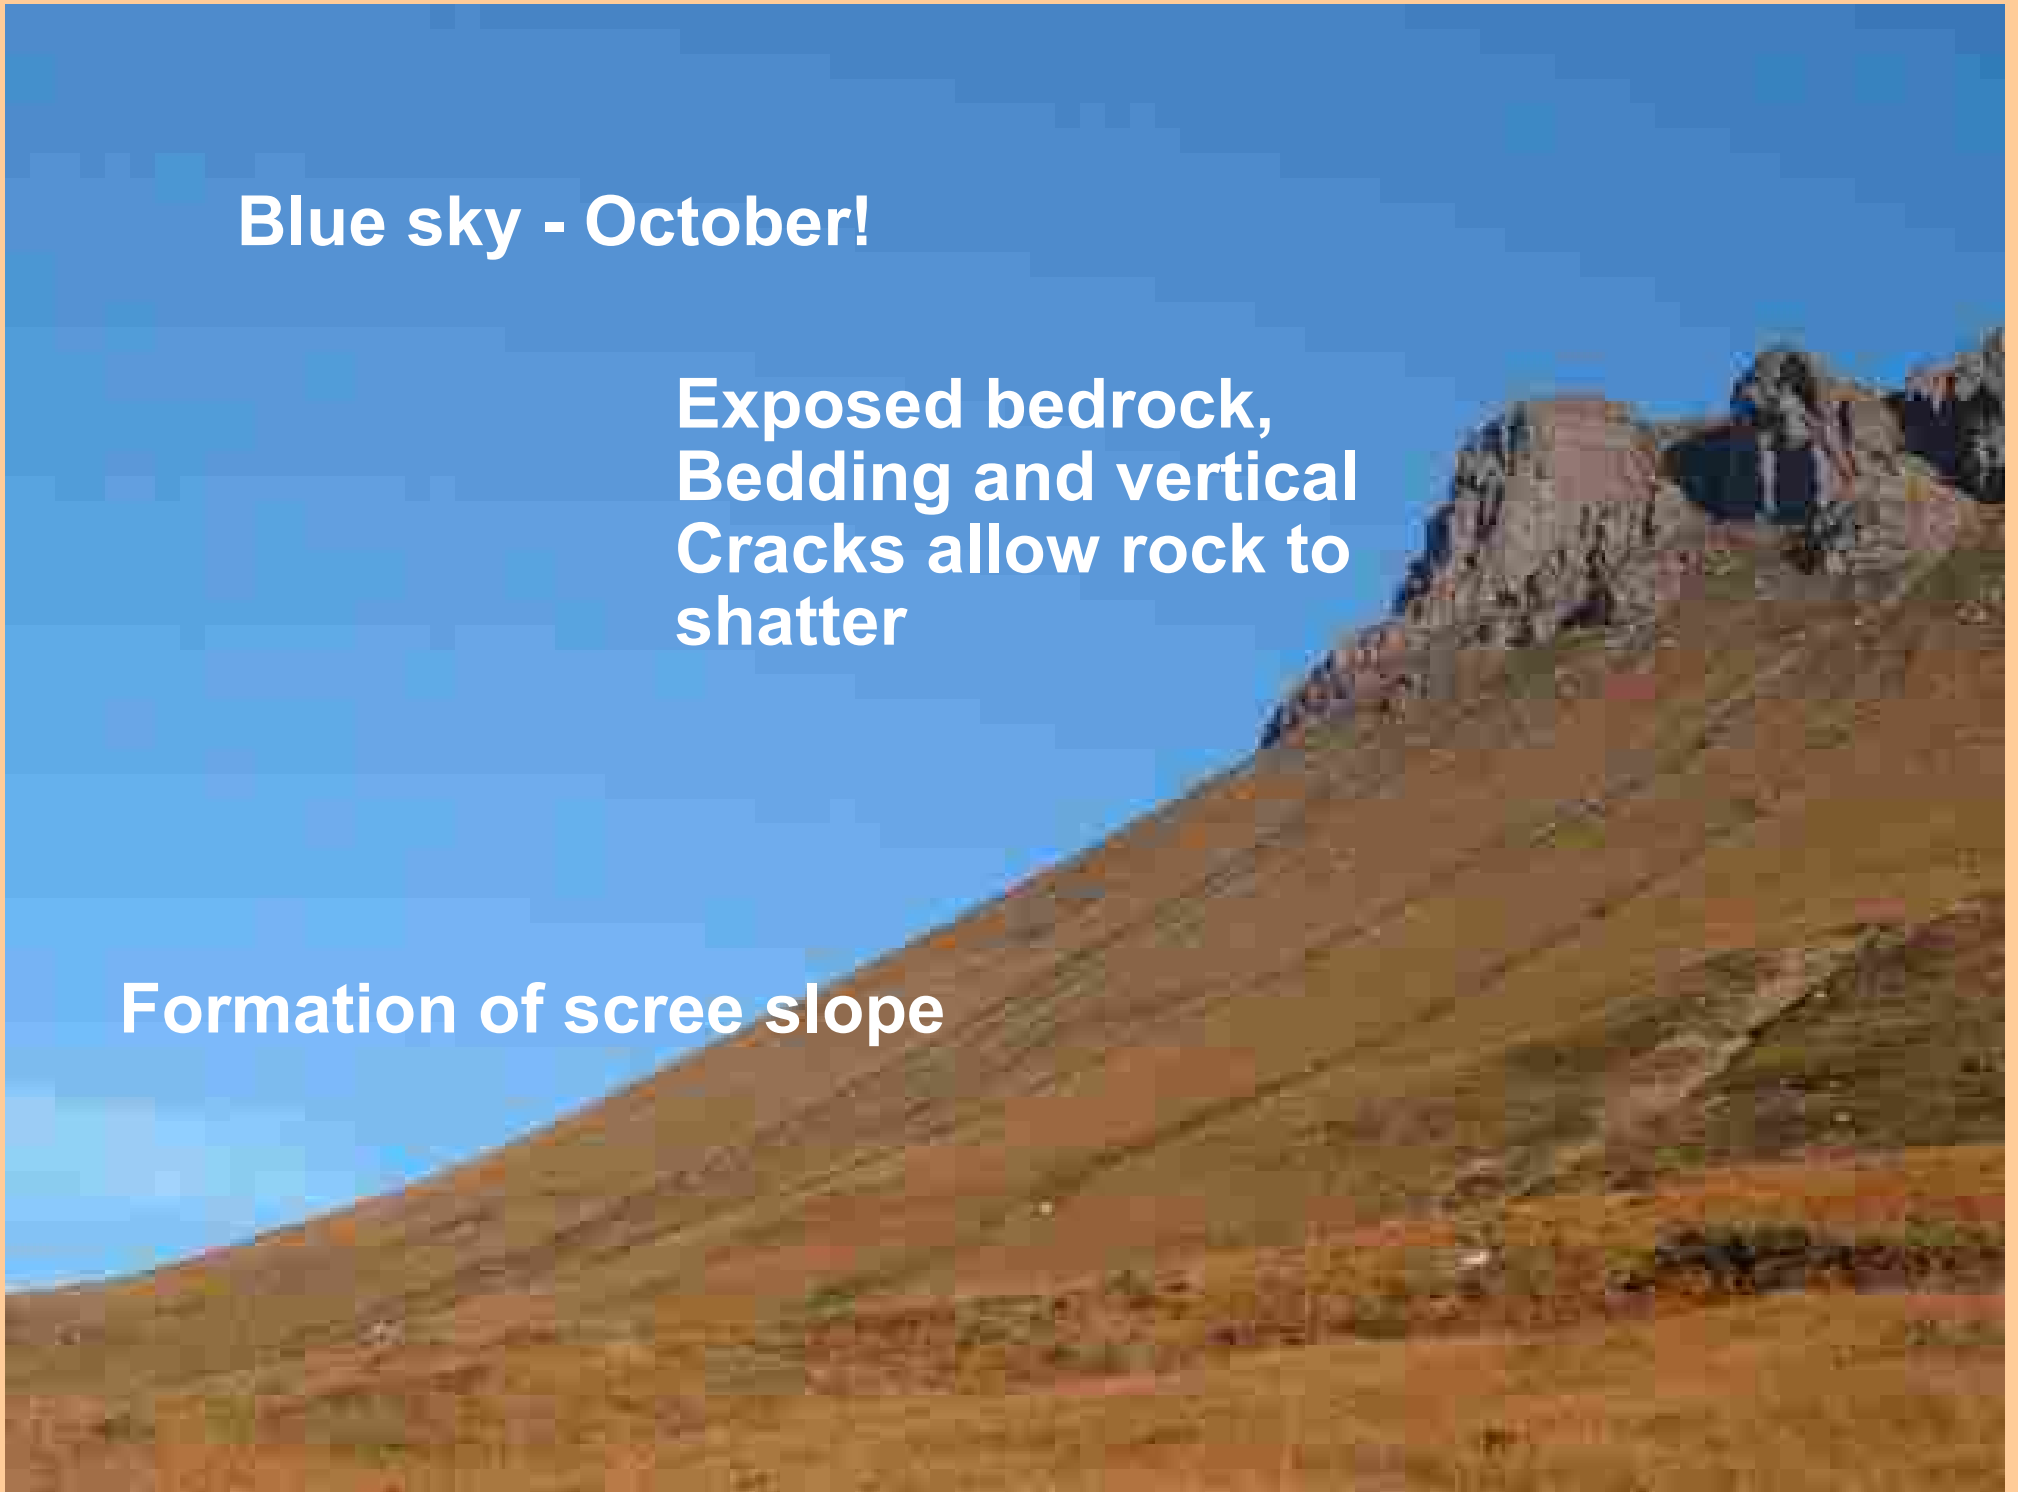 Blue sky - October!
Exposed bedrock,
Bedding and vertical
Cracks allow rock to
shatter
Formation of scree slope